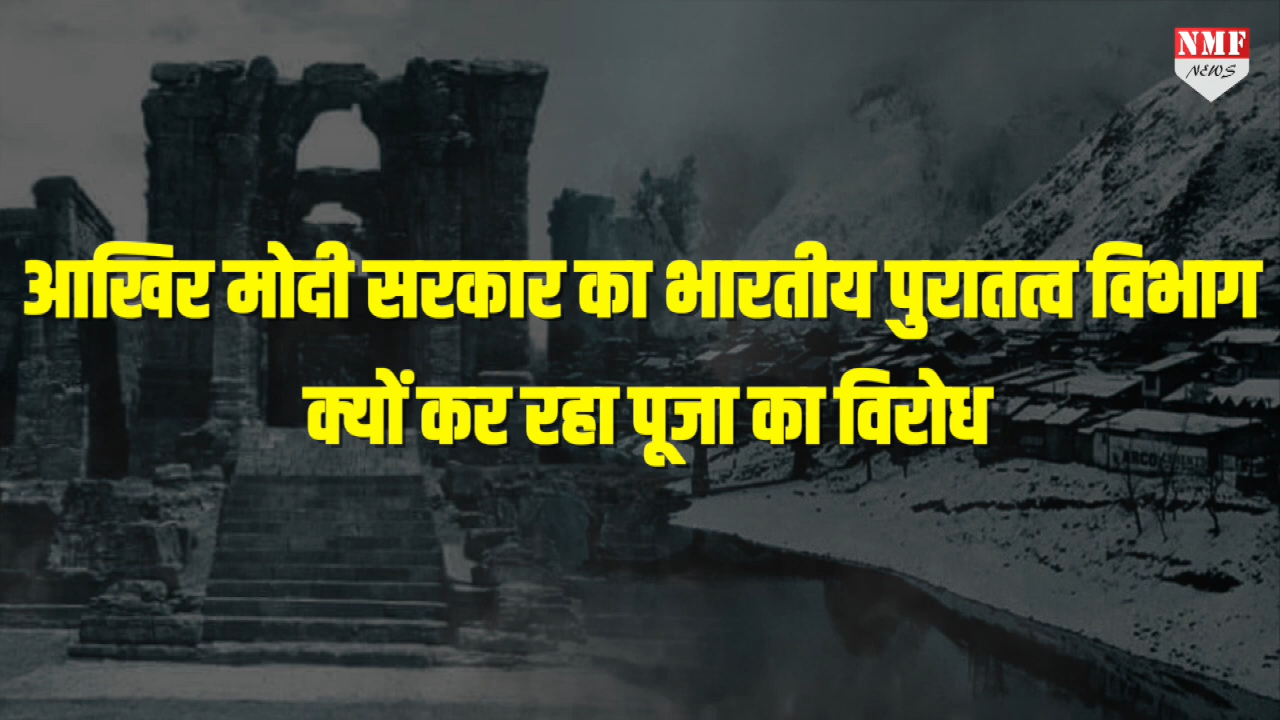 NMF
NEWS
आखिर मोदी सरकार का भारतीय पुरातत्व विभाग
क्यों कर रहा पूजा का विरोध